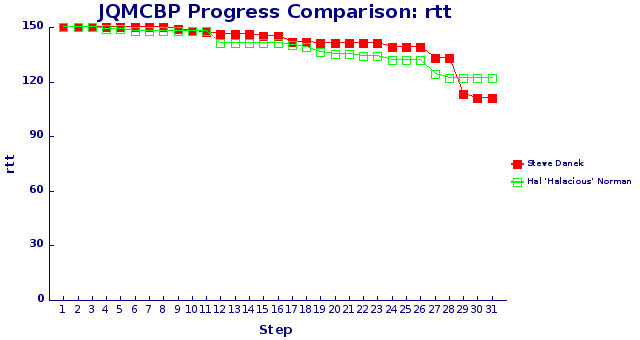 JQMCBP Progress Comparison: rtt
150
120
90
60
30
0
rtt
1 2 3 4 5 6 7 8 9 10 11 12 13 14 15 16 17 18 19 20 21 22 23 24 25 26 27 28 29 30 31
Step
Steve Danek
Hal 'Halacious' Norman